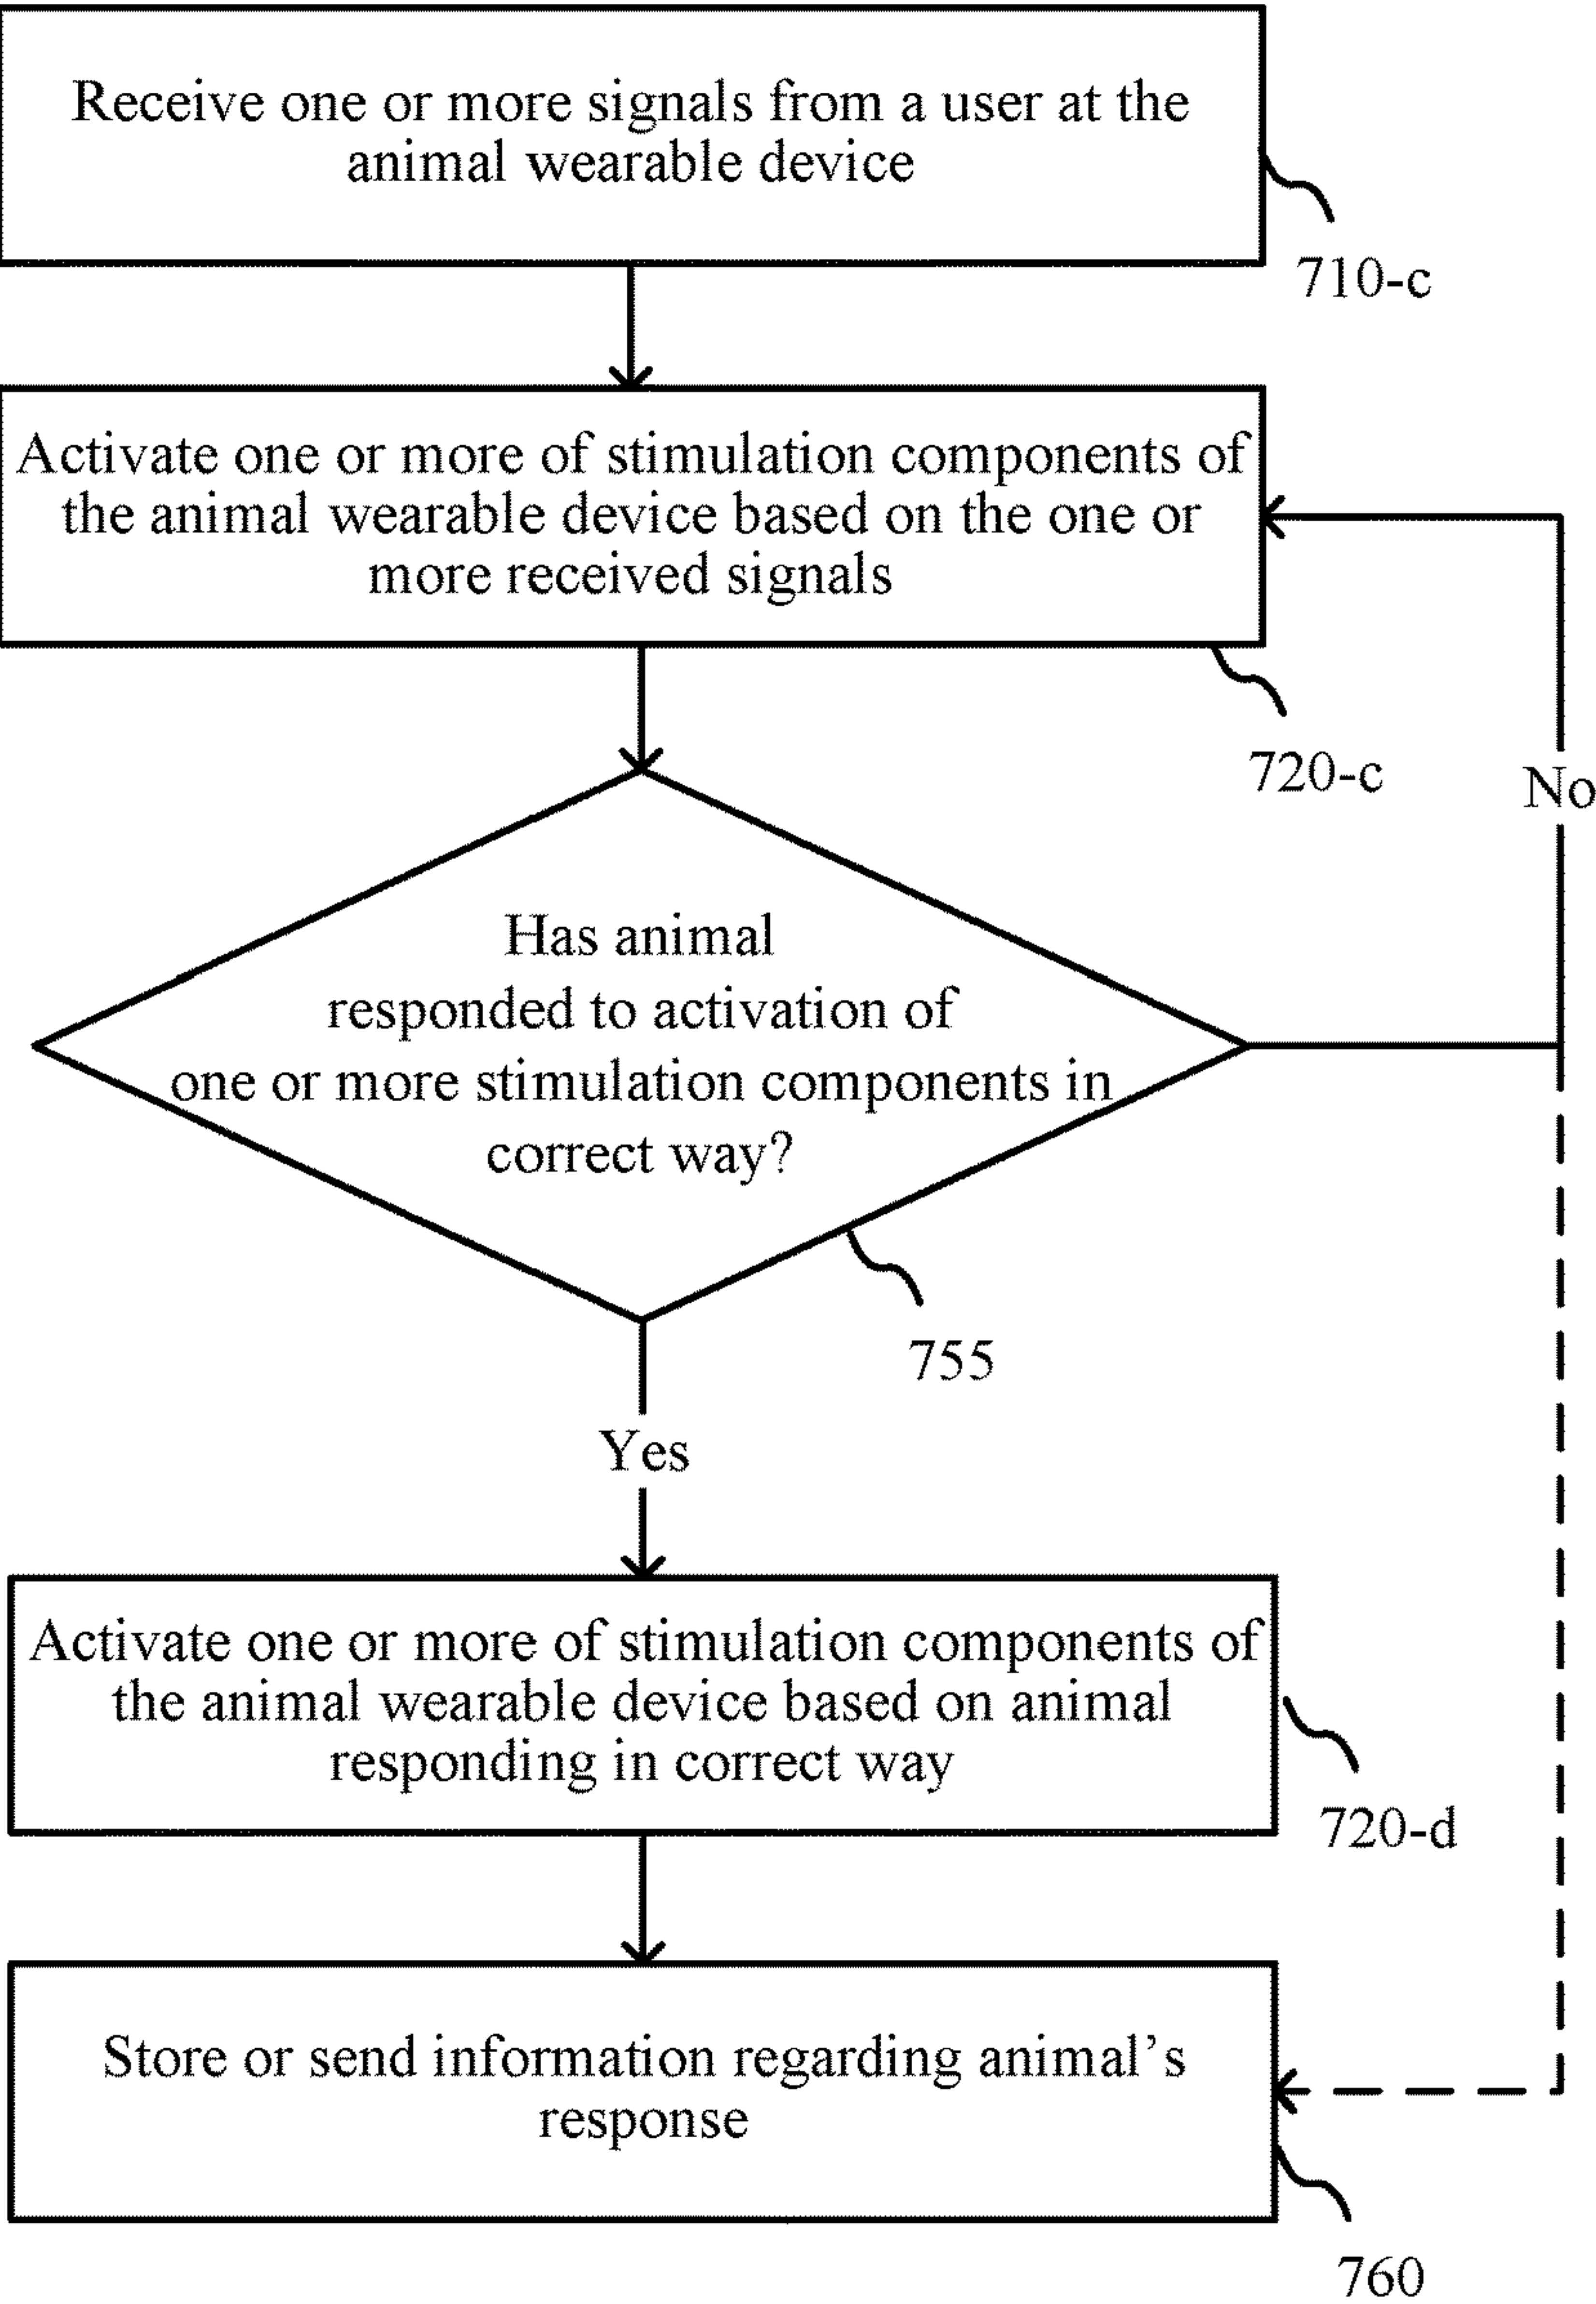 Receive one or more signals from a user at the
animal wearable device
710-c
Activate one or more of stimulation components of
the animal wearable device based on the one or
more received signals
720-c
No
Has animal
responded to activation of
one or more stimulation components in
correct way?
755
Yes
Activate one or more of stimulation components of
the animal wearable device based on animal
responding in correct way
720-d
Store or send information regarding animal’s
response
760